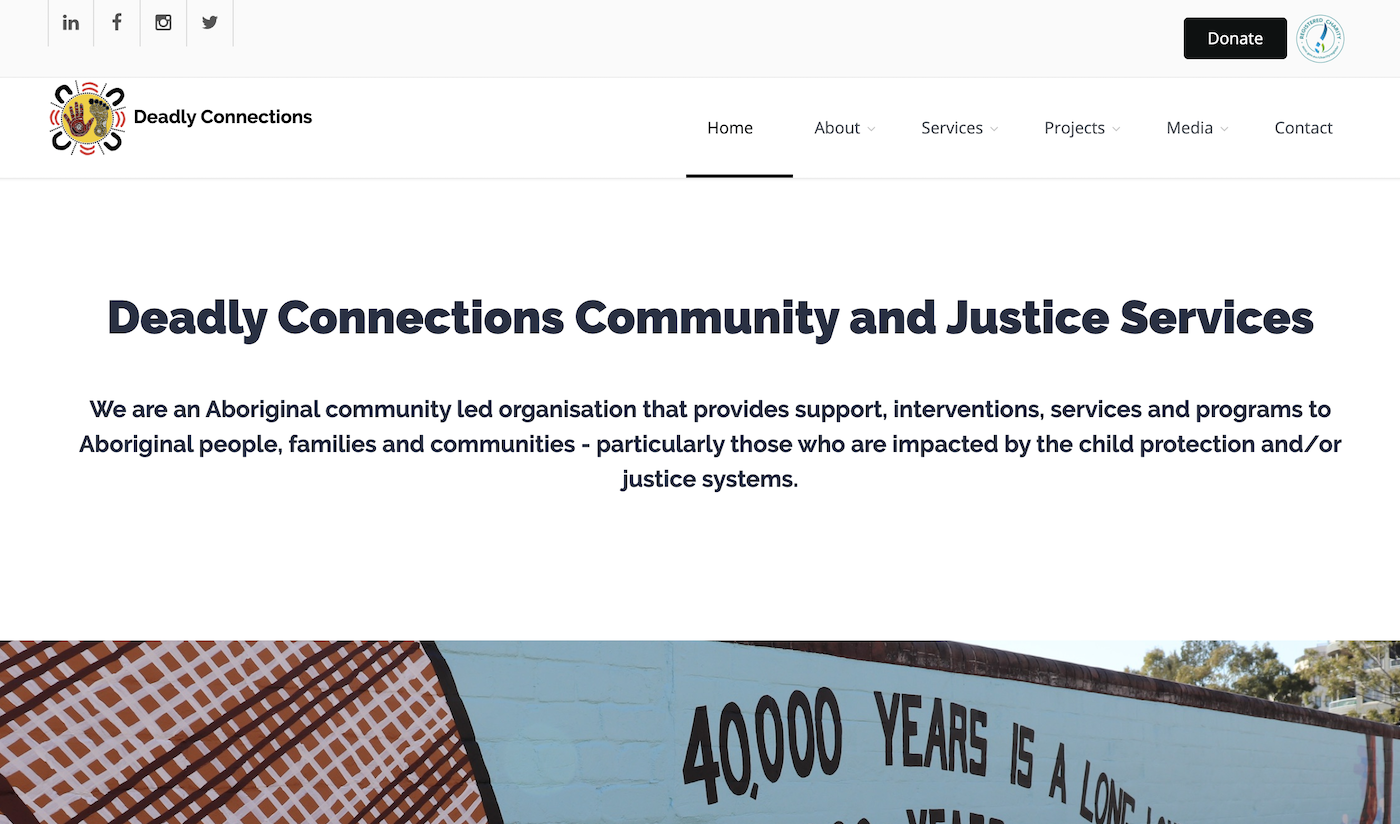 Donate
REGISTERED CHARITY
Deadly Connections
Home
About
Services
Projects
Media
Contact
Deadly Connections Community and Justice Services
We are an Aboriginal community led organisation that provides support, interventions, services and programs to
Aboriginal people, families and communities - particularly those who are impacted by the child protection and/or
justice systems.
40,000 YEARS IS A LONG
YEARS